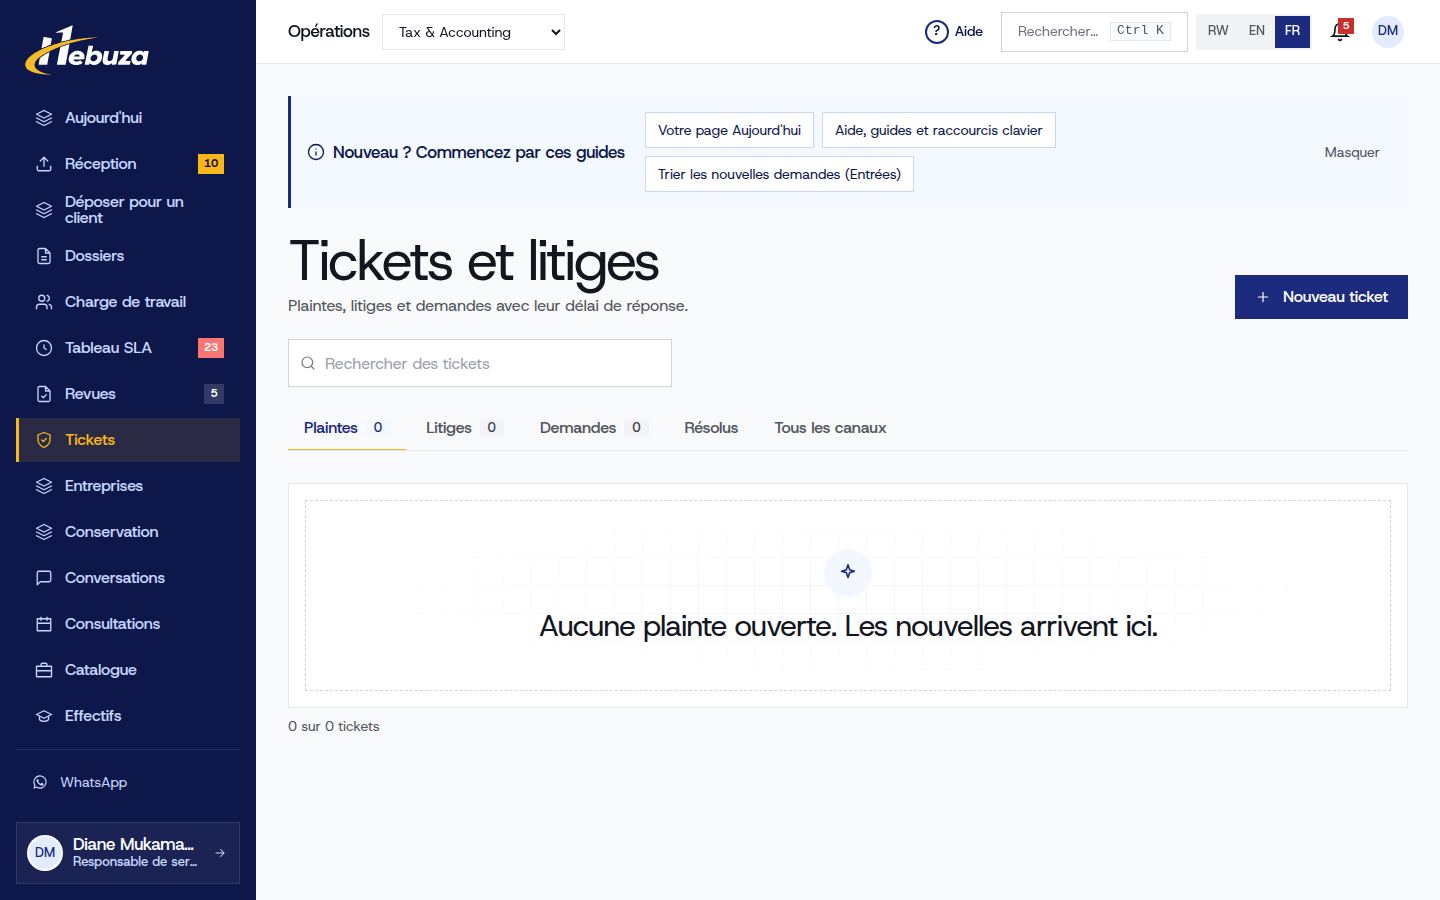 Hebuza
Aujourd'hui
Réception 10
Déposer pour un
client
Dossiers
Charge de travail
Tableau SLA 23
Revues 5
Tickets
Entreprises
Conservation
Conversations
Consultations
Catalogue
Effectifs
WhatsApp
DM Diane Mukama...
Responsable de ser...
Opérations Tax & Accounting ? Aide Rechercher... Ctrl K RW EN FR 5 DM
Nouveau ? Commencez par ces guides
Votre page Aujourd'hui Aide, guides et raccourcis clavier
Trier les nouvelles demandes (Entrées)
Masquer
Tickets et litiges
Plaintes, litiges et demandes avec leur délai de réponse.
+ Nouveau ticket
Rechercher des tickets
Plaintes 0 Litiges 0 Demandes 0 Résolus Tous les canaux
Aucune plainte ouverte. Les nouvelles arrivent ici.
0 sur 0 tickets